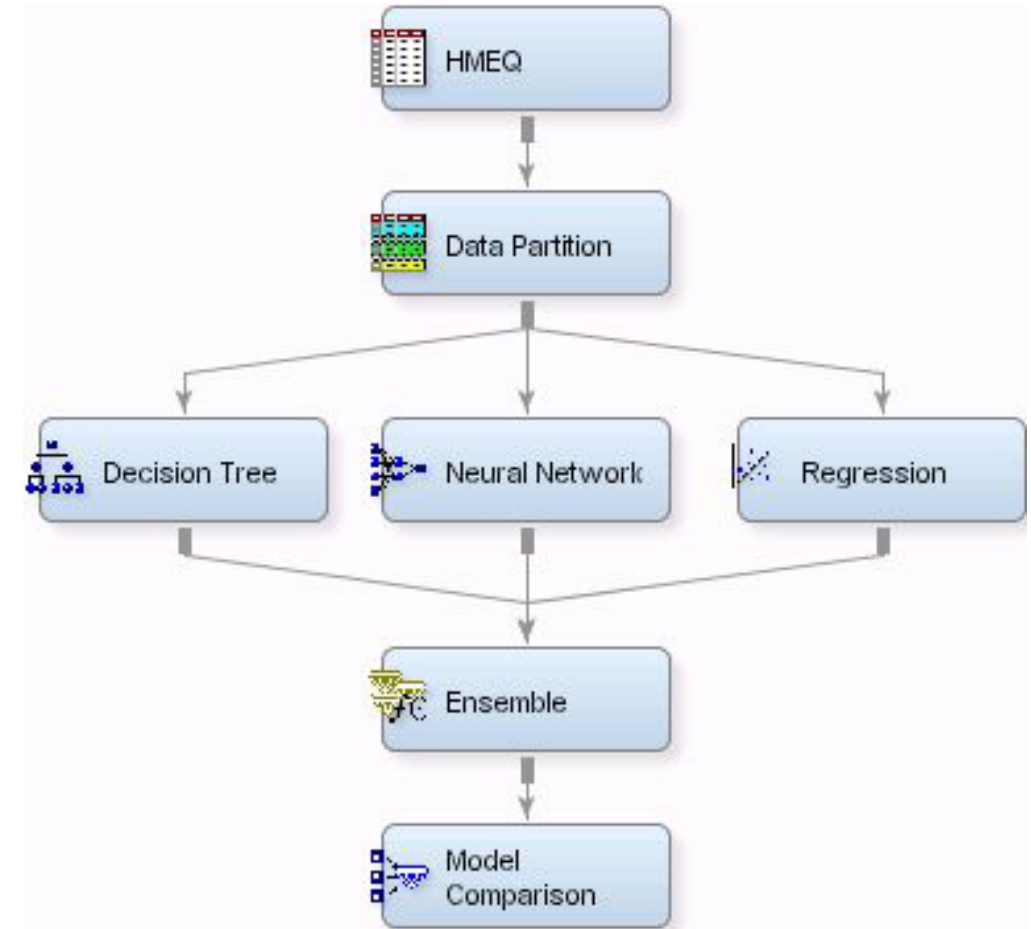 HMEQ
Data Partition
Decision Tree
Neural Network
Regression
Ensemble
Model
Comparison